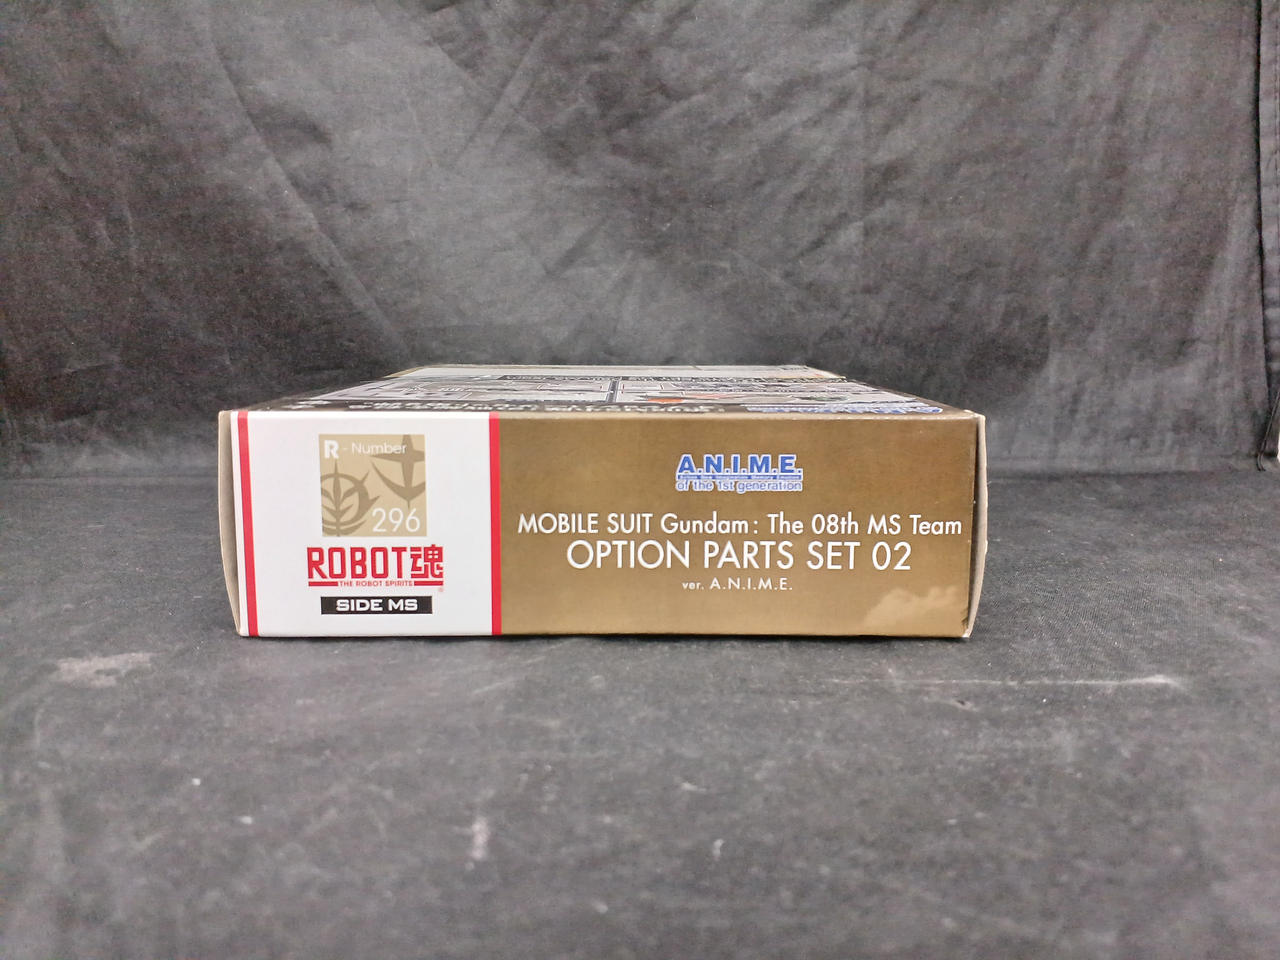 R-Number
296
ROBOT魂
THE ROBOT SPIRITS
SIDE MS
A.N.I.M.E.
of the 1st generation
MOBILE SUIT Gundam : The 08th MS Team
OPTION PARTS SET 02
ver. A.N.I.M.E.